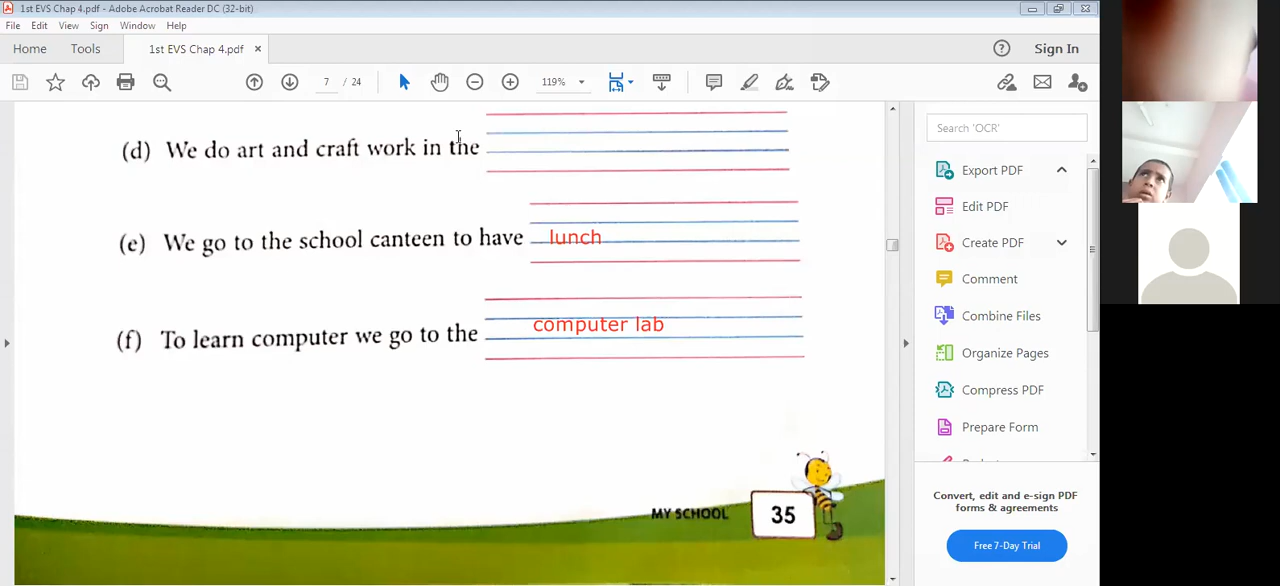 1st EVS Chap 4.pdf - Adobe Acrobat Reader DC (32-bit)
File Edit View Sign Window Help
Home Tools 1st EVS Chap 4.pdf × Sign In
7 / 24 119%
(d) We do art and craft work in the
(e) We go to the school canteen to have lunch
(f) To learn computer we go to the computer lab
MY SCHOOL 35
Search 'OCR'
Export PDF
Edit PDF
Create PDF
Comment
Combine Files
Organize Pages
Compress PDF
Prepare Form
Convert, edit and e-sign PDF
forms & agreements
Free 7-Day Trial